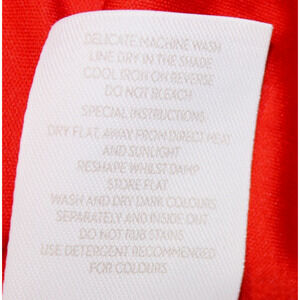 DELICATE MACHINE WASH
LINE DRY IN THE SHADE
COOL IRON ON REVERSE
DO NOT BLEACH
SPECIAL INSTRUCTIONS
DRY FLAT, AWAY FROM DIRECT HEAT
AND SUNLIGHT
RESHAPE WHILST DAMP
STORE FLAT
WASH AND DRY DARK COLOURS
SEPARATELY AND INSIDE OUT
DO NOT RUB STAINS
USE DETERGENT RECOMMENDED
FOR COLOURS